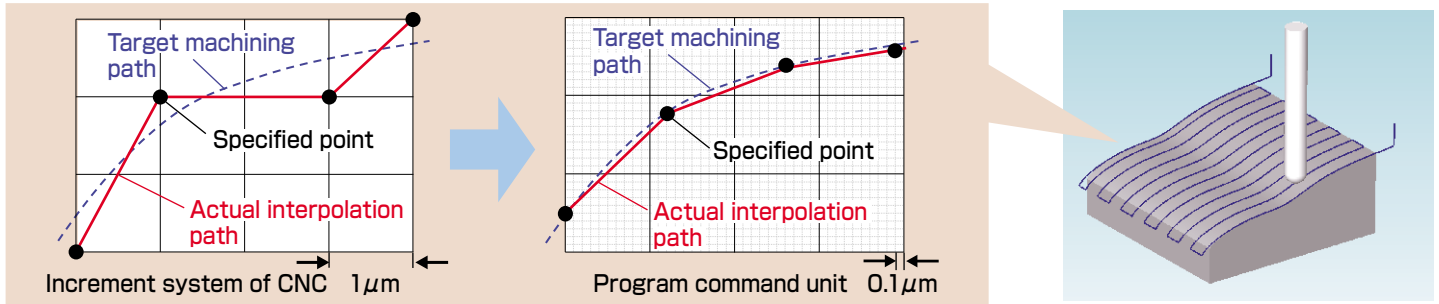 Target machining
path
Specified point
Actual interpolation
path
Increment system of CNC 1μm
Target machining
path
Specified point
Actual interpolation
path
Program command unit 0.1μm